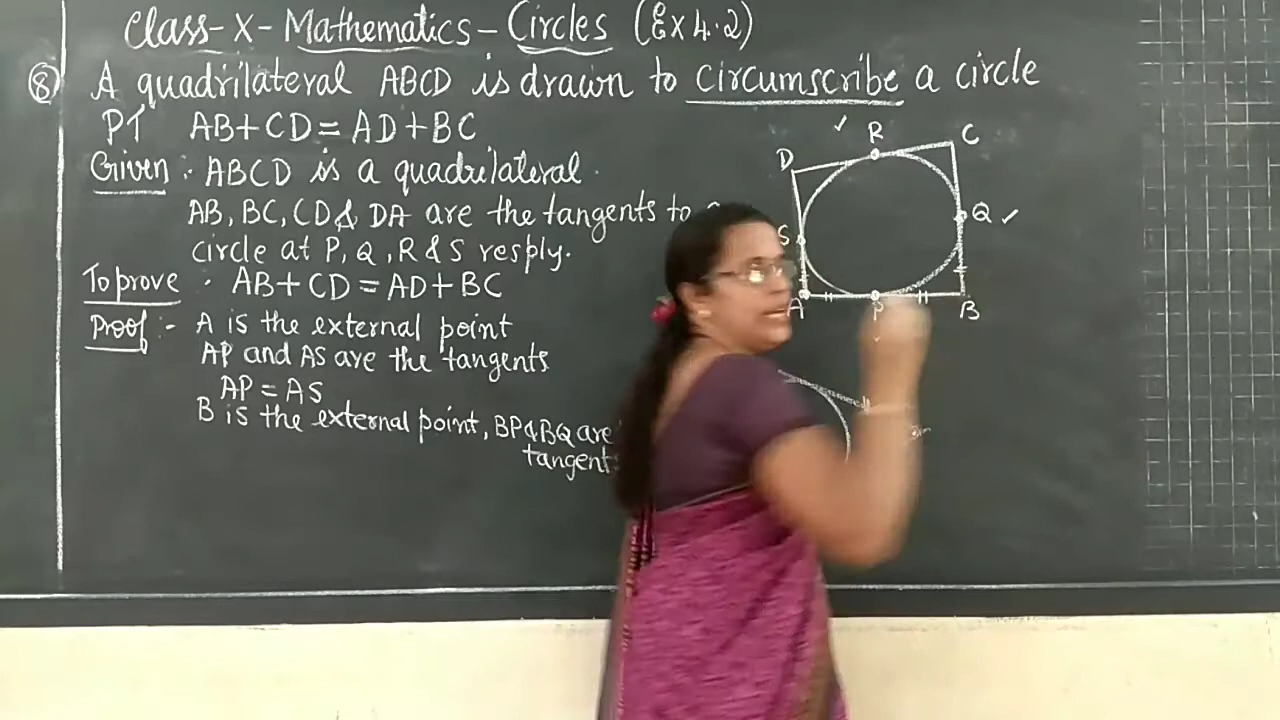 Class-X-Mathematics-Circles (Ex 4.2)
⑧ A quadrilateral ABCD is drawn to circumscribe a circle
PT AB+CD=AD+BC
Given:- ABCD is a quadrilateral.
AB, BC, CD & DA are the tangents to
circle at P, Q, R & S resply.
To prove : AB+CD=AD+BC
Proof:- A is the external point
AP and AS are the tangents
AP=AS
B is the external point, BP & BQ are
tangents
D
R
C
S
Q
A
P
B